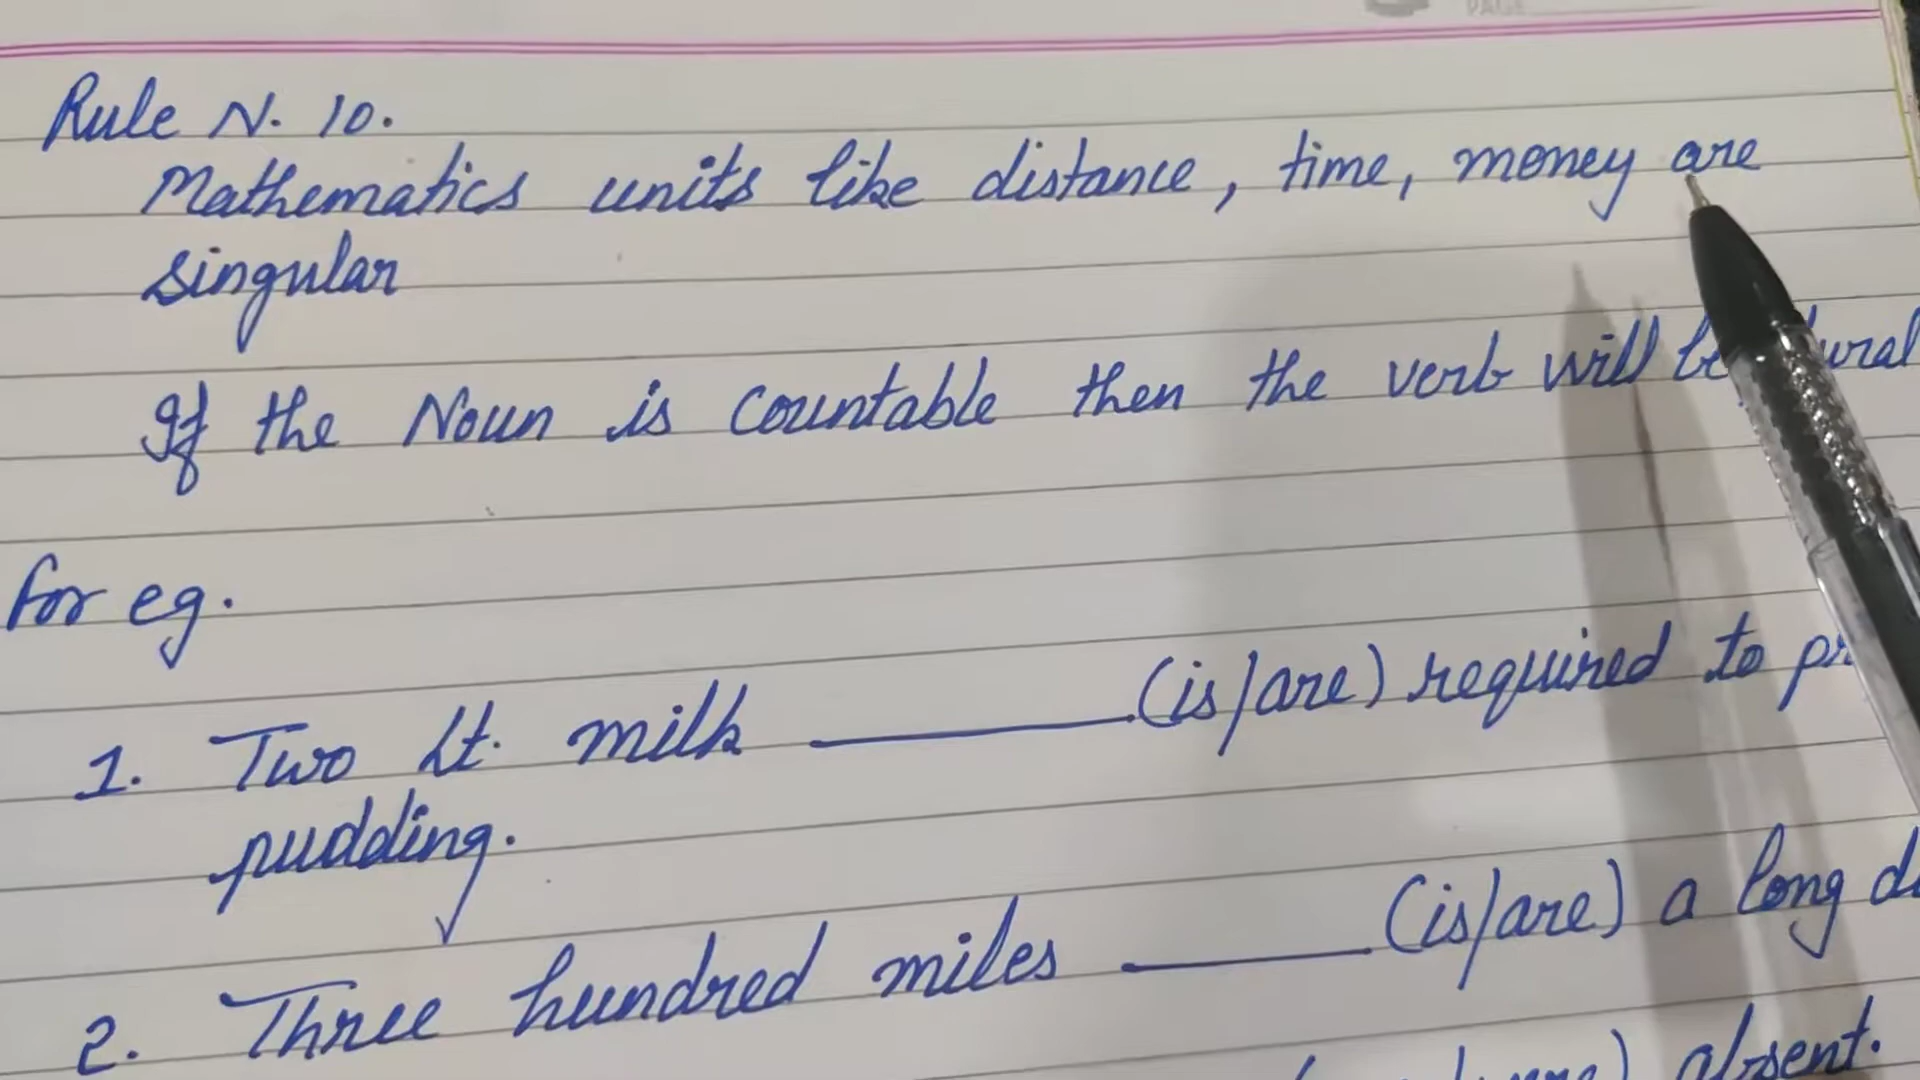 PAGE
Rule N. 10.
Mathematics units like distance, time, money are
singular
If the Noun is Countable then the verb will be
for eg.
1. Two Lt. milk ________ (is/are) required to
pudding.
2. Three hundred miles ________ (is/are) a long
absent.